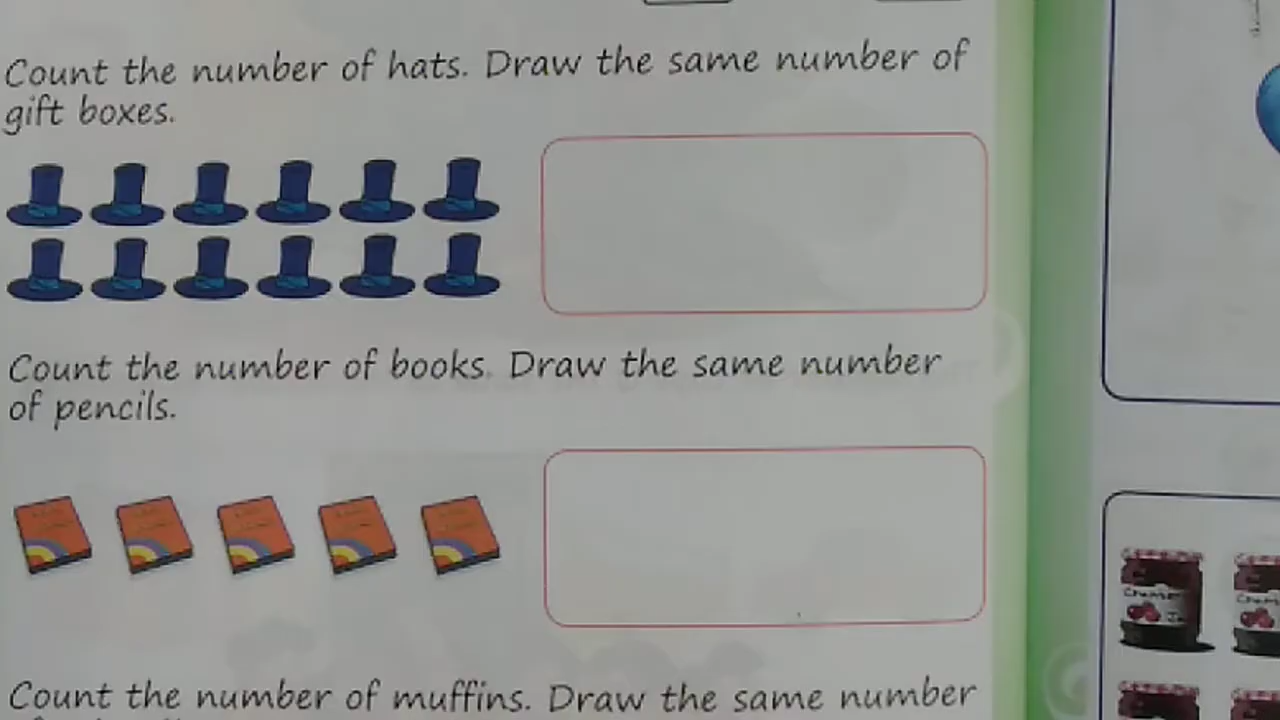 Count the number of hats. Draw the same number of
gift boxes.
Count the number of books. Draw the same number
of pencils.
Count the number of muffins. Draw the same number